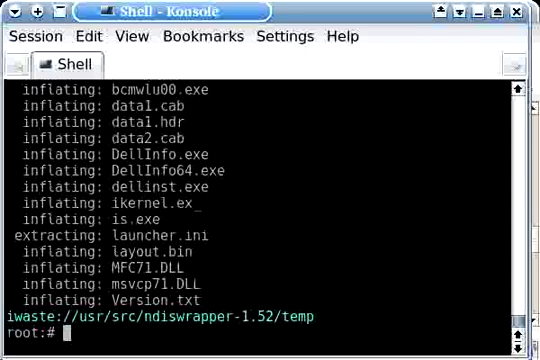 Shell - Konsole
Session Edit View Bookmarks Settings Help
Shell
inflating: bcmwlu00.exe
inflating: data1.cab
inflating: data1.hdr
inflating: data2.cab
inflating: DellInfo.exe
inflating: DellInfo64.exe
inflating: dellinst.exe
inflating: ikernel.ex_
inflating: is.exe
extracting: launcher.ini
inflating: layout.bin
inflating: MFC71.DLL
inflating: msvcp71.DLL
inflating: Version.txt
iwaste://usr/src/ndiswrapper-1.52/temp
root:#